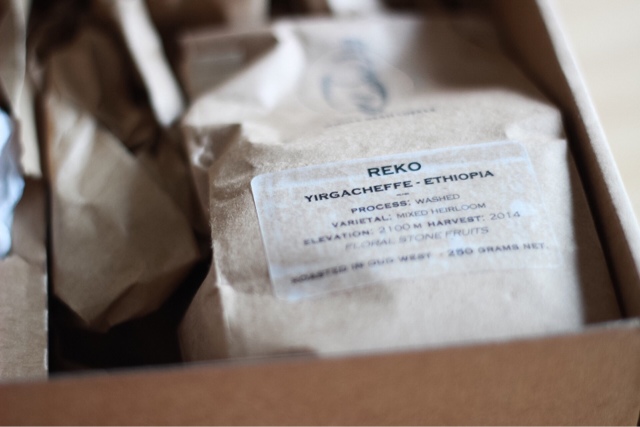 REKO
YIRGACHEFFE - ETHIOPIA
PROCESS: WASHED
VARIETAL: MIXED HEIRLOOM
ELEVATION: 2100 M HARVEST: 2014
FLORAL STONE FRUITS
ROASTED IN OUD WEST - 250 GRAMS NET